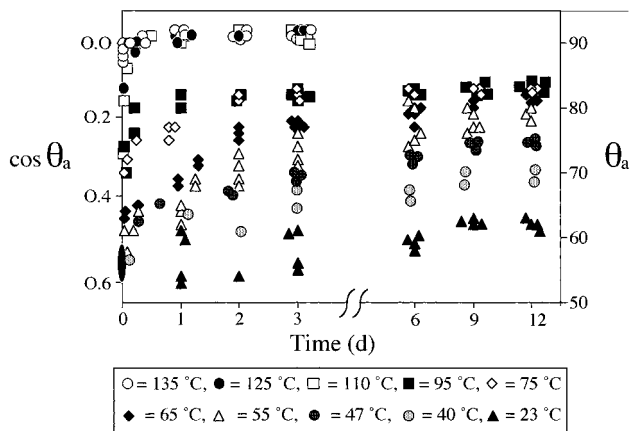 0.0
0.2
0.4
0.6
cos θa
90
80
70
60
50
θa
0 1 2 3 6 9 12
Time (d)
○ = 135 °C, ● = 125 °C, □ = 110 °C, ■ = 95 °C, ◇ = 75 °C
◆ = 65 °C, △ = 55 °C, ● = 47 °C, ● = 40 °C, ▲ = 23 °C